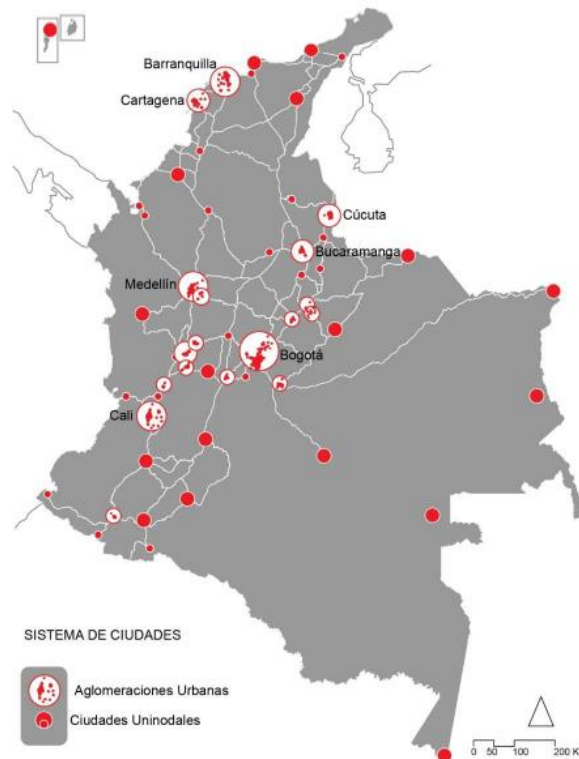 Barranquilla
Cartagena
Cúcuta
Bucaramanga
Medellín
Bogotá
Cali
SISTEMA DE CIUDADES
Aglomeraciones Urbanas
Ciudades Uninodales
0 50 100 200 K